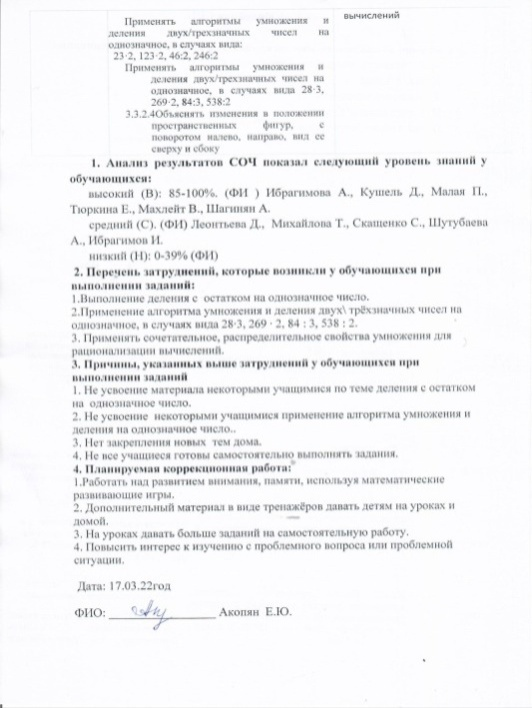 Применять алгоритмы умножения и
деления двух/трехзначных чисел на
однозначное, в случаях вида:
23·2, 123·2, 46:2, 246:2
Применять алгоритмы умножения и
деления двух/трехзначных чисел на
однозначное, в случаях вида 28·3,
269·2, 84:3, 538:2
3.3.2.4Объяснять изменения в положении
пространственных фигур, с
поворотом налево, направо, вид ее
сверху и сбоку
вычислений
1. Анализ результатов СОЧ показал следующий уровень знаний у
обучающихся:
высокий (В): 85-100%. (ФИ ) Ибрагимова А., Кушель Д., Малая П.,
Тюркина Е., Махлейт В., Шагинян А.
средний (С). (ФИ) Леонтьева Д., Михайлова Т., Скащенко С., Шутубаева
А., Ибрагимов И.
низкий (Н): 0-39% (ФИ)
2. Перечень затруднений, которые возникли у обучающихся при
выполнении заданий:
1.Выполнение деления с остатком на однозначное число.
2.Применение алгоритма умножения и деления двух\ трёхзначных чисел на
однозначное, в случаях вида 28·3, 269 · 2, 84 : 3, 538 : 2.
3. Применять сочетательное, распределительное свойства умножения для
рационализации вычислений.
3. Причины, указанных выше затруднений у обучающихся при
выполнении заданий
1. Не усвоение материала некоторыми учащимися по теме деления с остатком
на однозначное число.
2. Не усвоение некоторыми учащимися применение алгоритма умножения и
деления на однозначное число..
3. Нет закрепления новых тем дома.
4. Не все учащиеся готовы самостоятельно выполнять задания.
4. Планируемая коррекционная работа:
1.Работать над развитием внимания, памяти, используя математические
развивающие игры.
2. Дополнительный материал в виде тренажёров давать детям на уроках и
домой.
3. На уроках давать больше заданий на самостоятельную работу.
4. Повысить интерес к изучению с проблемного вопроса или проблемной
ситуации.
Дата: 17.03.22год
ФИО: Акопян Е.Ю.